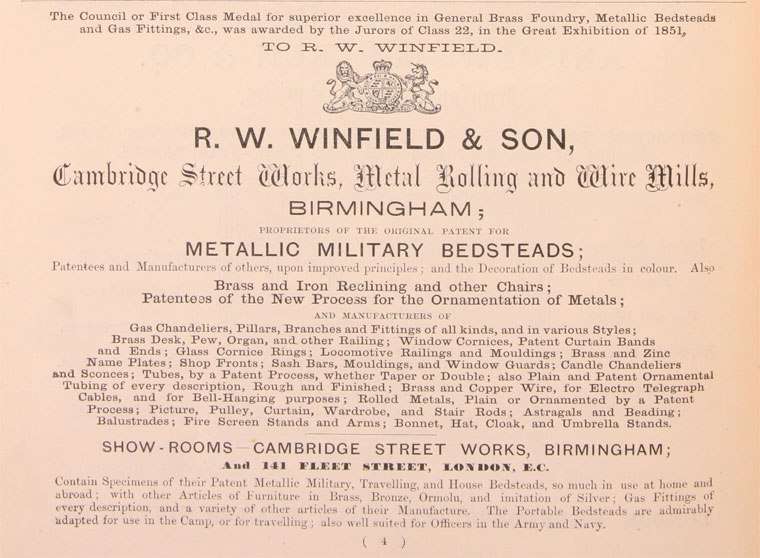 The Council or First Class Medal for superior excellence in General Brass Foundry, Metallic Bedsteads
and Gas Fittings, &c., was awarded by the Jurors of Class 22, in the Great Exhibition of 1851,
TO R. W. WINFIELD.
R. W. WINFIELD & SON,
Cambridge Street Works, Metal Rolling and Wire Mills,
BIRMINGHAM;
PROPRIETORS OF THE ORIGINAL PATENT FOR
METALLIC MILITARY BEDSTEADS;
Patentees and Manufacturers of others, upon improved principles; and the Decoration of Bedsteads in colour. Also
Brass and Iron Reclining and other Chairs;
Patentees of the New Process for the Ornamentation of Metals;
AND MANUFACTURERS OF
Gas Chandeliers, Pillars, Branches and Fittings of all kinds, and in various Styles;
Brass Desk, Pew, Organ, and other Railing; Window Cornices, Patent Curtain Bands
and Ends; Glass Cornice Rings; Locomotive Railings and Mouldings; Brass and Zinc
Name Plates; Shop Fronts; Sash Bars, Mouldings, and Window Guards; Candle Chandeliers
and Sconces; Tubes, by a Patent Process, whether Taper or Double; also Plain and Patent Ornamental
Tubing of every description, Rough and Finished; Brass and Copper Wire, for Electro Telegraph
Cables, and for Bell-Hanging purposes; Rolled Metals, Plain or Ornamented by a Patent
Process; Picture, Pulley, Curtain, Wardrobe, and Stair Rods; Astragals and Beading;
Balustrades; Fire Screen Stands and Arms; Bonnet, Hat, Cloak, and Umbrella Stands.
SHOW-ROOMS—CAMBRIDGE STREET WORKS, BIRMINGHAM;
And 141 FLEET STREET, LONDON, E.C.
Contain Specimens of their Patent Metallic Military, Travelling, and House Bedsteads, so much in use at home and
abroad; with other Articles of Furniture in Brass, Bronze, Ormolu, and imitation of Silver; Gas Fittings of
every description, and a variety of other articles of their Manufacture. The Portable Bedsteads are admirably
adapted for use in the Camp, or for travelling; also well suited for Officers in the Army and Navy.
( 4 )